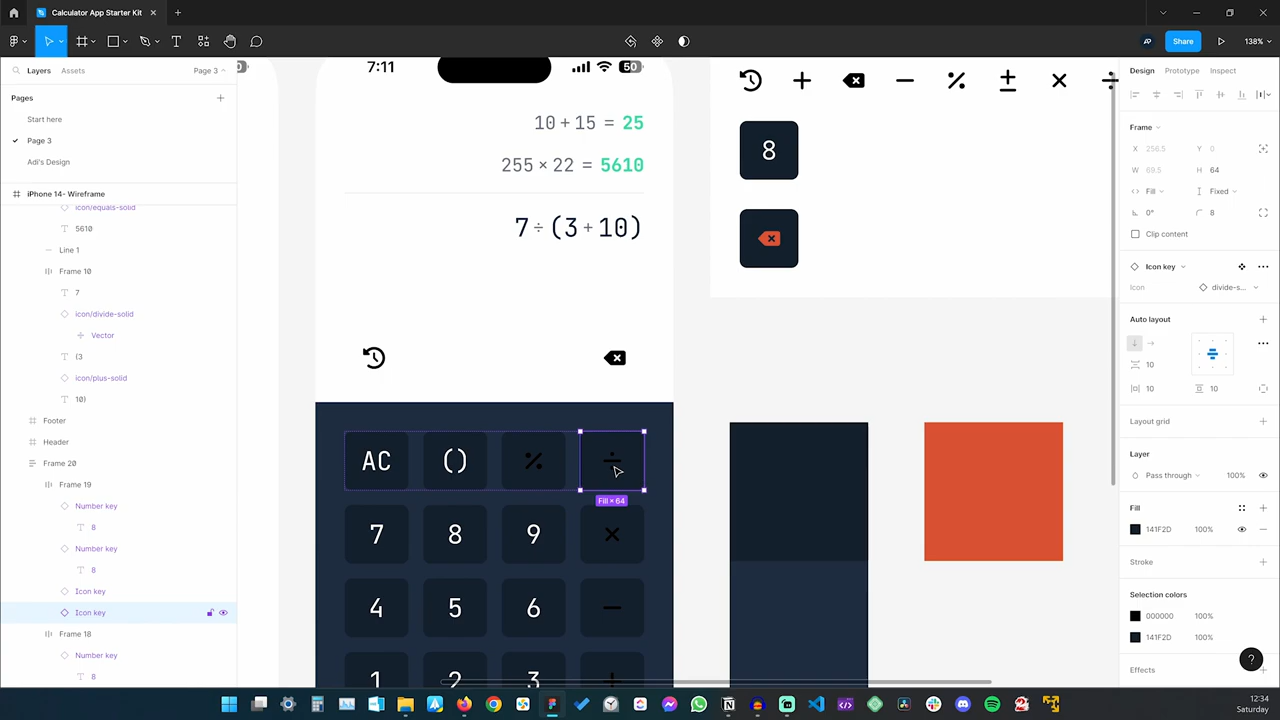 Calculator App Starter Kit
Share
138%
Layers
Assets
Page 3
Pages
Start here
Page 3
Adi's Design
iPhone 14- Wireframe
icon/equals-solid
5610
Line 1
Frame 10
7
icon/divide-solid
Vector
(3
icon/plus-solid
10)
Footer
Header
Frame 20
Frame 19
Number key
8
Number key
8
Icon key
Icon key
Frame 18
Number key
8
7:11
50
10 + 15 = 25
255 × 22 = 5610
7 ÷ (3 + 10)
AC () % ÷
Fill × 64
7 8 9 ×
4 5 6 −
1 2 3 +
+ − % ± × ÷
8
Design
Prototype
Inspect
Frame
X 256.5
Y 0
W 69.5
H 64
Fill
Fixed
0°
8
Clip content
Icon key
Icon
divide-s...
Auto layout
10
10
10
Layout grid
Layer
Pass through
100%
Fill
141F2D
100%
Stroke
Selection colors
000000
100%
141F2D
100%
Effects
?
12:34
Saturday